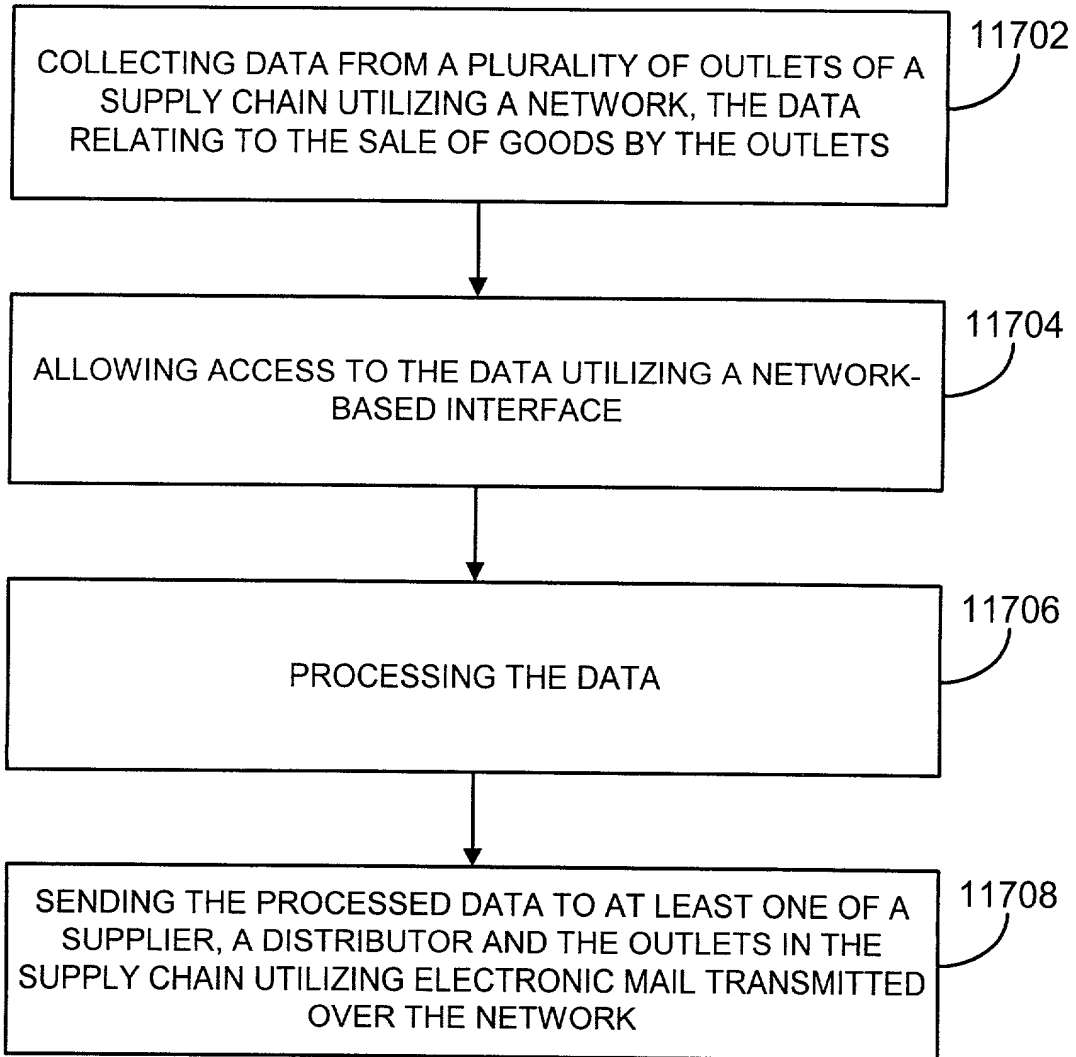 COLLECTING DATA FROM A PLURALITY OF OUTLETS OF A
SUPPLY CHAIN UTILIZING A NETWORK, THE DATA
RELATING TO THE SALE OF GOODS BY THE OUTLETS
11702
ALLOWING ACCESS TO THE DATA UTILIZING A NETWORK-
BASED INTERFACE
11704
PROCESSING THE DATA
11706
SENDING THE PROCESSED DATA TO AT LEAST ONE OF A
SUPPLIER, A DISTRIBUTOR AND THE OUTLETS IN THE
SUPPLY CHAIN UTILIZING ELECTRONIC MAIL TRANSMITTED
OVER THE NETWORK
11708